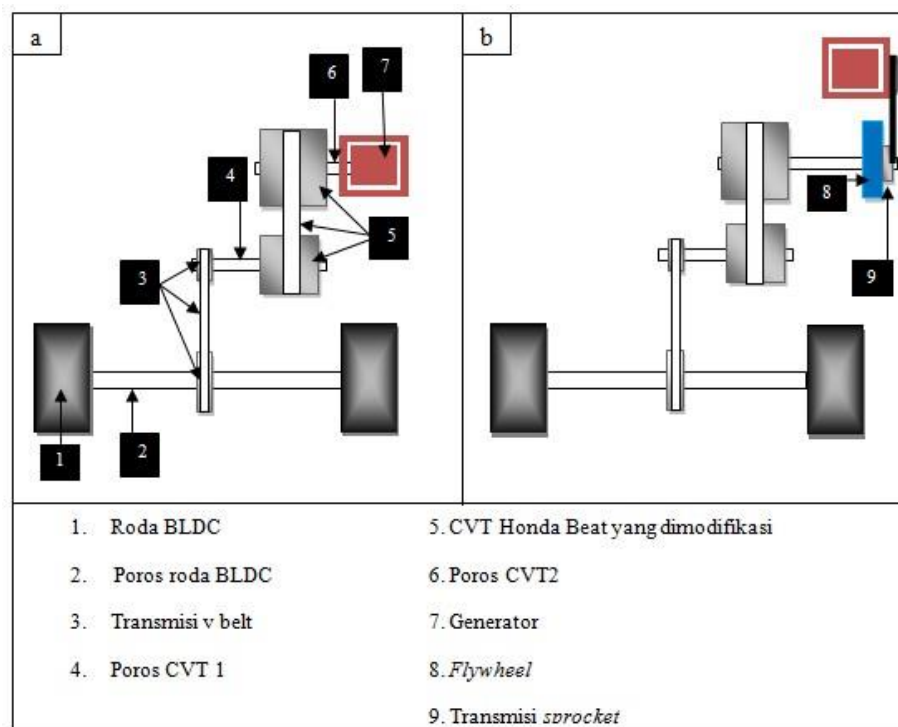 a
b
6
7
4
5
3
8
9
1
2
1. Roda BLDC
2. Poros roda BLDC
3. Transmisi v belt
4. Poros CVT 1
5. CVT Honda Beat yang dimodifikasi
6. Poros CVT2
7. Generator
8. Flywheel
9. Transmisi sprocket